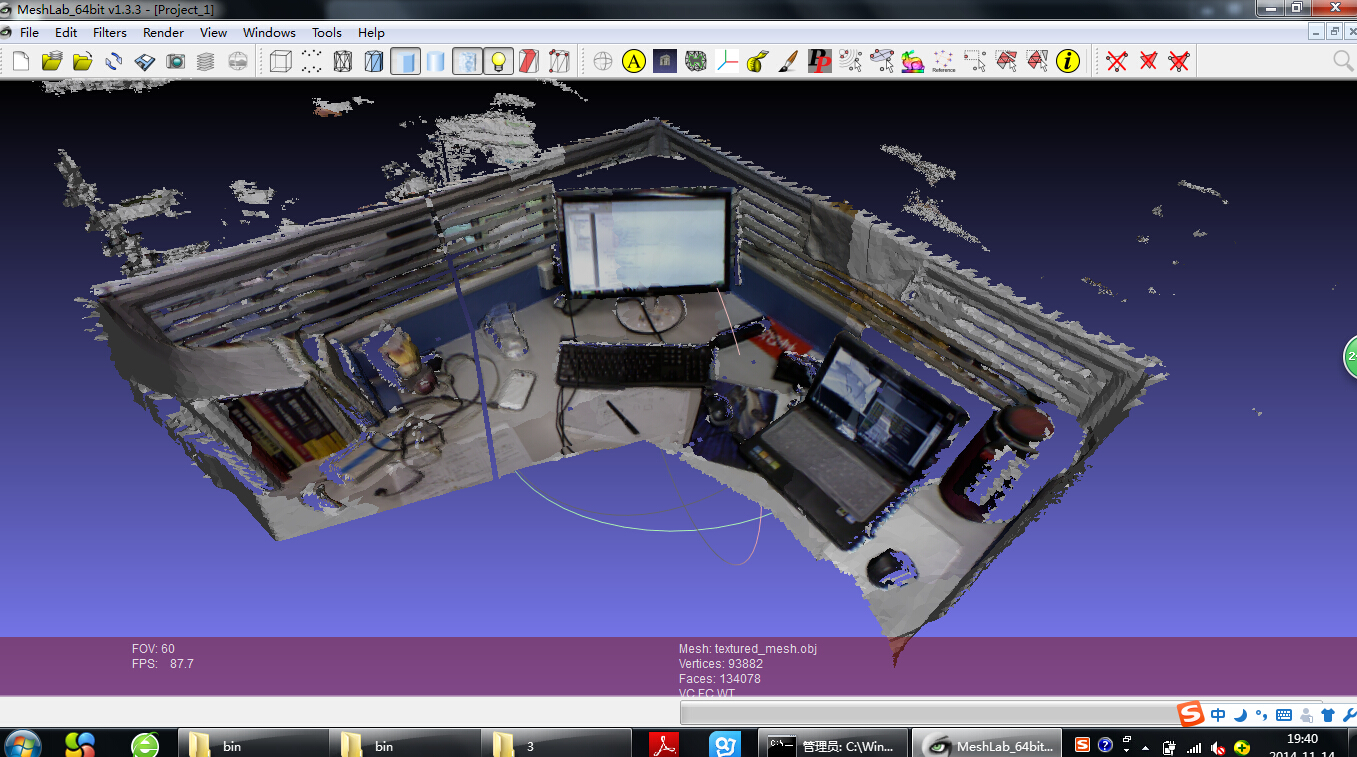 MeshLab_64bit v1.3.3 - [Project_1]
File Edit Filters Render View Windows Tools Help
A
PP
Reference
i
FOV: 60
FPS: 87.7
Mesh: textured_mesh.obj
Vertices: 93882
Faces: 134078
VC FC WT
S 中
bin
bin
3
管理员: C:\Win...
MeshLab_64bit...
S
?
19:40
2014-11-14